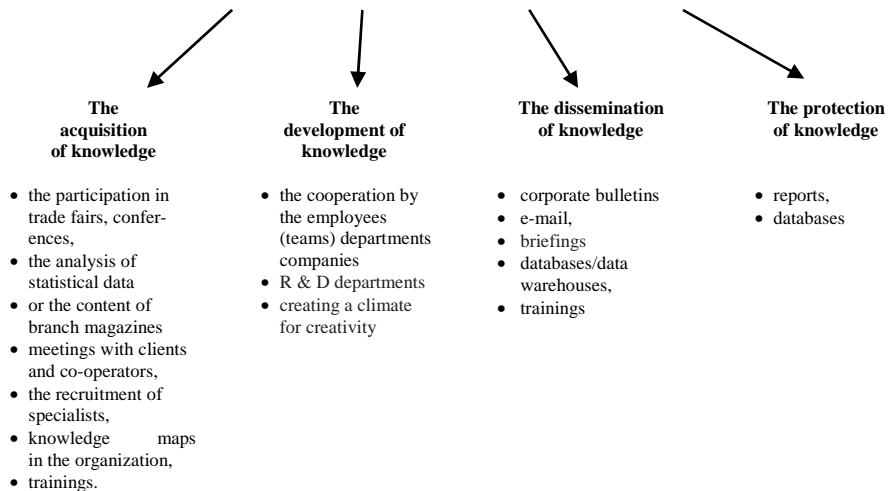 The
acquisition
of knowledge
• the participation in
trade fairs, confer-
ences,
• the analysis of
statistical data
• or the content of
branch magazines
• meetings with clients
and co-operators,
• the recruitment of
specialists,
• knowledge maps
in the organization,
• trainings.
The
development of
knowledge
• the cooperation by
the employees
(teams) departments
companies
• R & D departments
• creating a climate
for creativity
The dissemination
of knowledge
• corporate bulletins
• e-mail,
• briefings
• databases/data
warehouses,
• trainings
The protection
of knowledge
• reports,
• databases